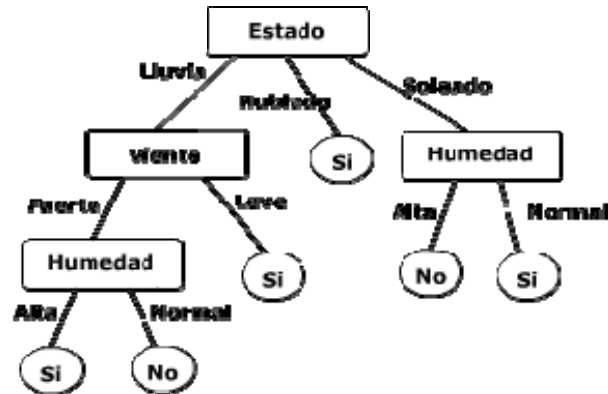 Estado
Lluvia
Nublado
Soleado
viento
Si
Humedad
Fuerte
Leve
Alta
Normal
Humedad
Si
No
Si
Alta
Normal
Si
No